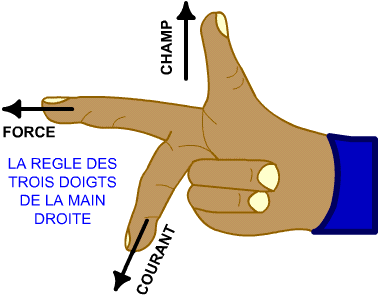 CHAMP
FORCE
LA REGLE DES
TROIS DOIGTS
DE LA MAIN
DROITE
COURANT